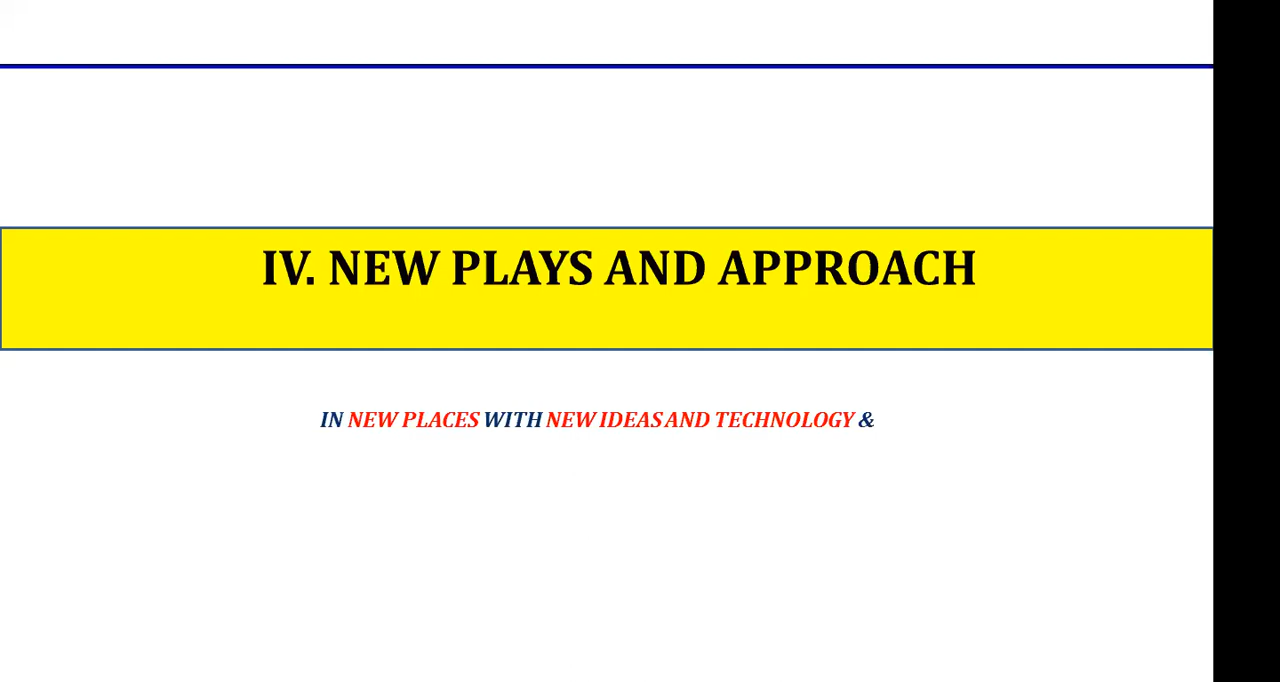 IV. NEW PLAYS AND APPROACH
IN NEW PLACES WITH NEW IDEAS AND TECHNOLOGY &